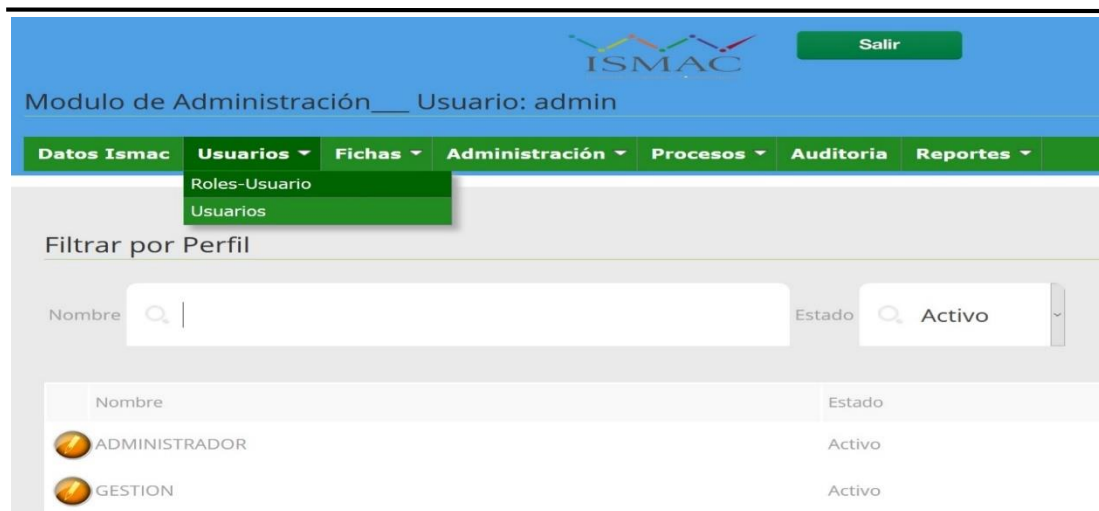 ISMAC
Salir
Modulo de Administración___ Usuario: admin
Datos Ismac Usuarios Fichas Administración Procesos Auditoria Reportes
Roles-Usuario
Usuarios
Filtrar por Perfil
Nombre Estado Activo
Nombre Estado
ADMINISTRADOR Activo
GESTION Activo